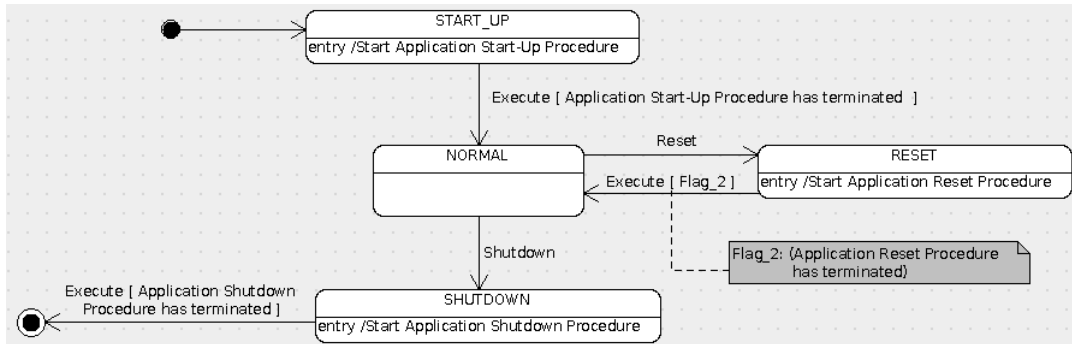 START_UP
entry /Start Application Start-Up Procedure
Execute [ Application Start-Up Procedure has terminated  ]
NORMAL
Reset
RESET
entry /Start Application Reset Procedure
Execute [ Flag_2 ]
Flag_2: (Application Reset Procedure
has terminated)
Shutdown
SHUTDOWN
entry /Start Application Shutdown Procedure
Execute [ Application Shutdown
Procedure has terminated ]